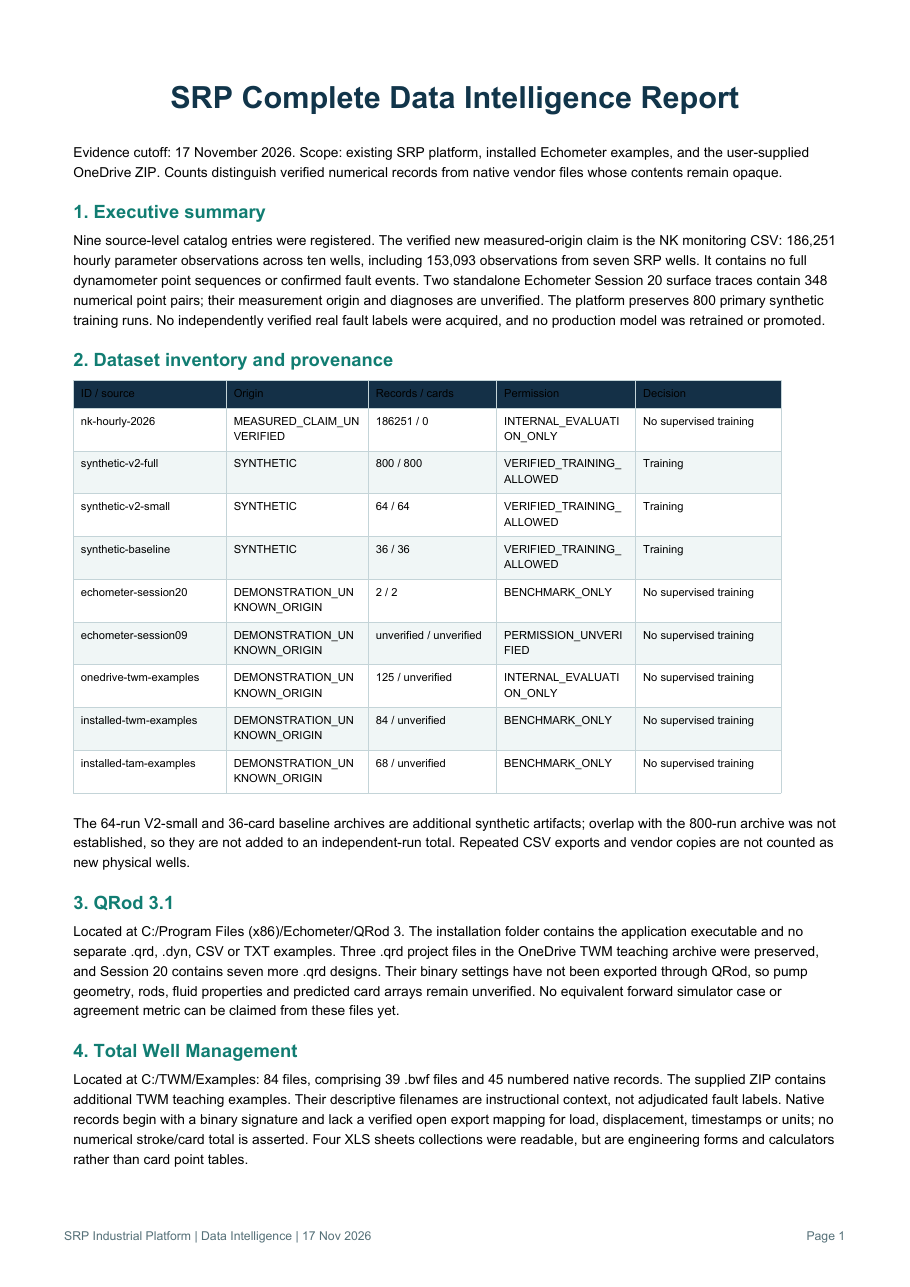 SRP Complete Data Intelligence Report
Evidence cutoff: 17 November 2026. Scope: existing SRP platform, installed Echometer examples, and the user-supplied
OneDrive ZIP. Counts distinguish verified numerical records from native vendor files whose contents remain opaque.
1. Executive summary
Nine source-level catalog entries were registered. The verified new measured-origin claim is the NK monitoring CSV: 186,251
hourly parameter observations across ten wells, including 153,093 observations from seven SRP wells. It contains no full
dynamometer point sequences or confirmed fault events. Two standalone Echometer Session 20 surface traces contain 348
numerical point pairs; their measurement origin and diagnoses are unverified. The platform preserves 800 primary synthetic
training runs. No independently verified real fault labels were acquired, and no production model was retrained or promoted.
2. Dataset inventory and provenance
ID / source Origin Records / cards Permission Decision
nk-hourly-2026 MEASURED_CLAIM_UN 186251 / 0 INTERNAL_EVALUATI No supervised training
VERIFIED ON_ONLY
synthetic-v2-full SYNTHETIC 800 / 800 VERIFIED_TRAINING_ Training
ALLOWED
synthetic-v2-small SYNTHETIC 64 / 64 VERIFIED_TRAINING_ Training
ALLOWED
synthetic-baseline SYNTHETIC 36 / 36 VERIFIED_TRAINING_ Training
ALLOWED
echometer-session20 DEMONSTRATION_UN 2 / 2 BENCHMARK_ONLY No supervised training
KNOWN_ORIGIN
echometer-session09 DEMONSTRATION_UN unverified / unverified PERMISSION_UNVERI No supervised training
KNOWN_ORIGIN FIED
onedrive-twm-examples DEMONSTRATION_UN 125 / unverified INTERNAL_EVALUATI No supervised training
KNOWN_ORIGIN ON_ONLY
installed-twm-examples DEMONSTRATION_UN 84 / unverified BENCHMARK_ONLY No supervised training
KNOWN_ORIGIN
installed-tam-examples DEMONSTRATION_UN 68 / unverified BENCHMARK_ONLY No supervised training
KNOWN_ORIGIN
The 64-run V2-small and 36-card baseline archives are additional synthetic artifacts; overlap with the 800-run archive was not
established, so they are not added to an independent-run total. Repeated CSV exports and vendor copies are not counted as
new physical wells.
3. QRod 3.1
Located at C:/Program Files (x86)/Echometer/QRod 3. The installation folder contains the application executable and no
separate .qrd, .dyn, CSV or TXT examples. Three .qrd project files in the OneDrive TWM teaching archive were preserved,
and Session 20 contains seven more .qrd designs. Their binary settings have not been exported through QRod, so pump
geometry, rods, fluid properties and predicted card arrays remain unverified. No equivalent forward simulator case or
agreement metric can be claimed from these files yet.
4. Total Well Management
Located at C:/TWM/Examples: 84 files, comprising 39 .bwf files and 45 numbered native records. The supplied ZIP contains
additional TWM teaching examples. Their descriptive filenames are instructional context, not adjudicated fault labels. Native
records begin with a binary signature and lack a verified open export mapping for load, displacement, timestamps or units; no
numerical stroke/card total is asserted. Four XLS sheets collections were readable, but are engineering forms and calculators
rather than card point tables.
SRP Industrial Platform | Data Intelligence | 17 Nov 2026 Page 1